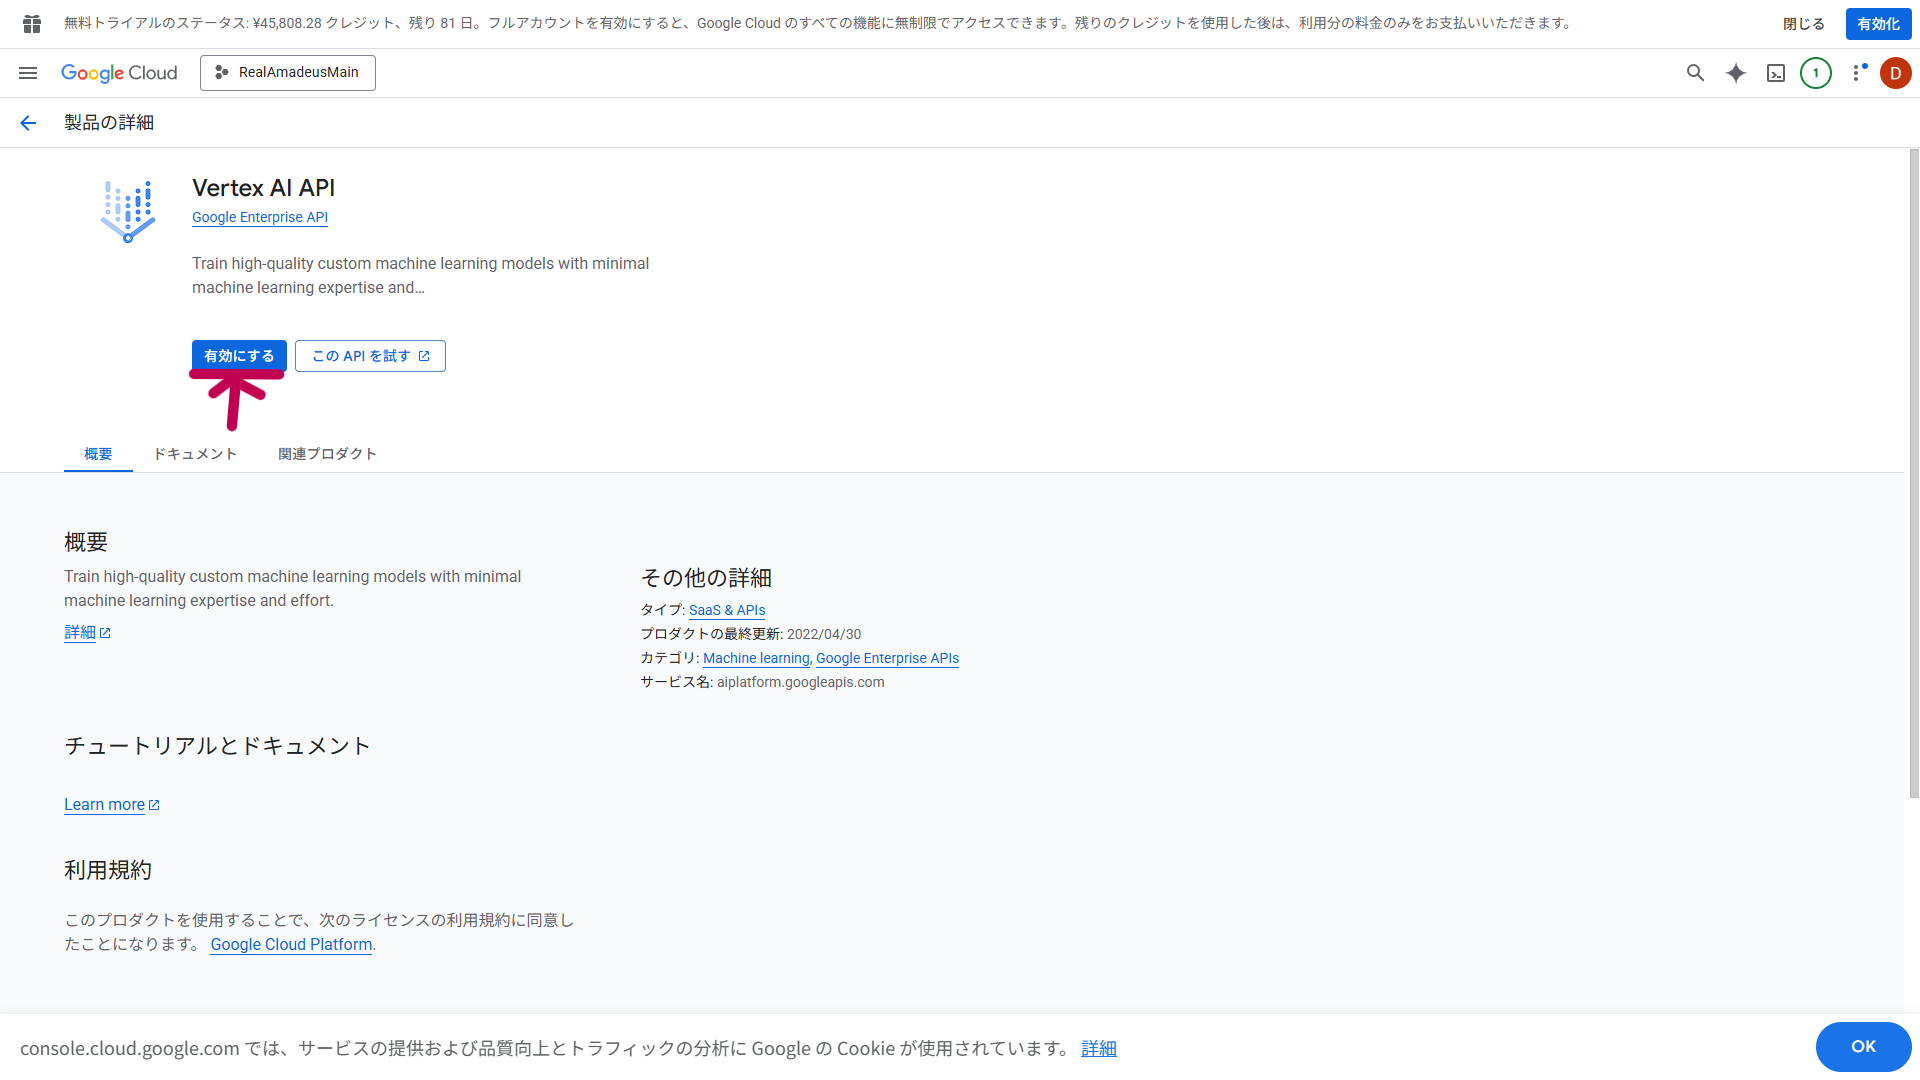 無料トライアルのステータス: ¥45,808.28 クレジット、残り 81 日。フルアカウントを有効にすると、Google Cloud のすべての機能に無制限でアクセスできます。残りのクレジットを使用した後は、利用分の料金のみをお支払いいただきます。
閉じる
有効化
Google Cloud
RealAmadeusMain
1
D
製品の詳細
Vertex AI API
Google Enterprise API
Train high-quality custom machine learning models with minimal
machine learning expertise and…
有効にする
この API を試す
概要
ドキュメント
関連プロダクト
概要
Train high-quality custom machine learning models with minimal
machine learning expertise and effort.
詳細
その他の詳細
タイプ: SaaS & APIs
プロダクトの最終更新: 2022/04/30
カテゴリ: Machine learning, Google Enterprise APIs
サービス名: aiplatform.googleapis.com
チュートリアルとドキュメント
Learn more
利用規約
このプロダクトを使用することで、次のライセンスの利用規約に同意し
たことになります。 Google Cloud Platform.
console.cloud.google.com では、サービスの提供および品質向上とトラフィックの分析に Google の Cookie が使用されています。 詳細
OK